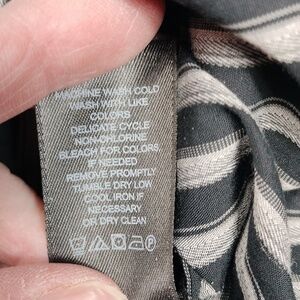 MACHINE WASH COLD
WASH WITH LIKE
COLORS
DELICATE CYCLE
NON-CHLORINE
BLEACH FOR COLORS
IF NEEDED
REMOVE PROMPTLY
TUMBLE DRY LOW
COOL IRON IF
NECESSARY
OR DRY CLEAN